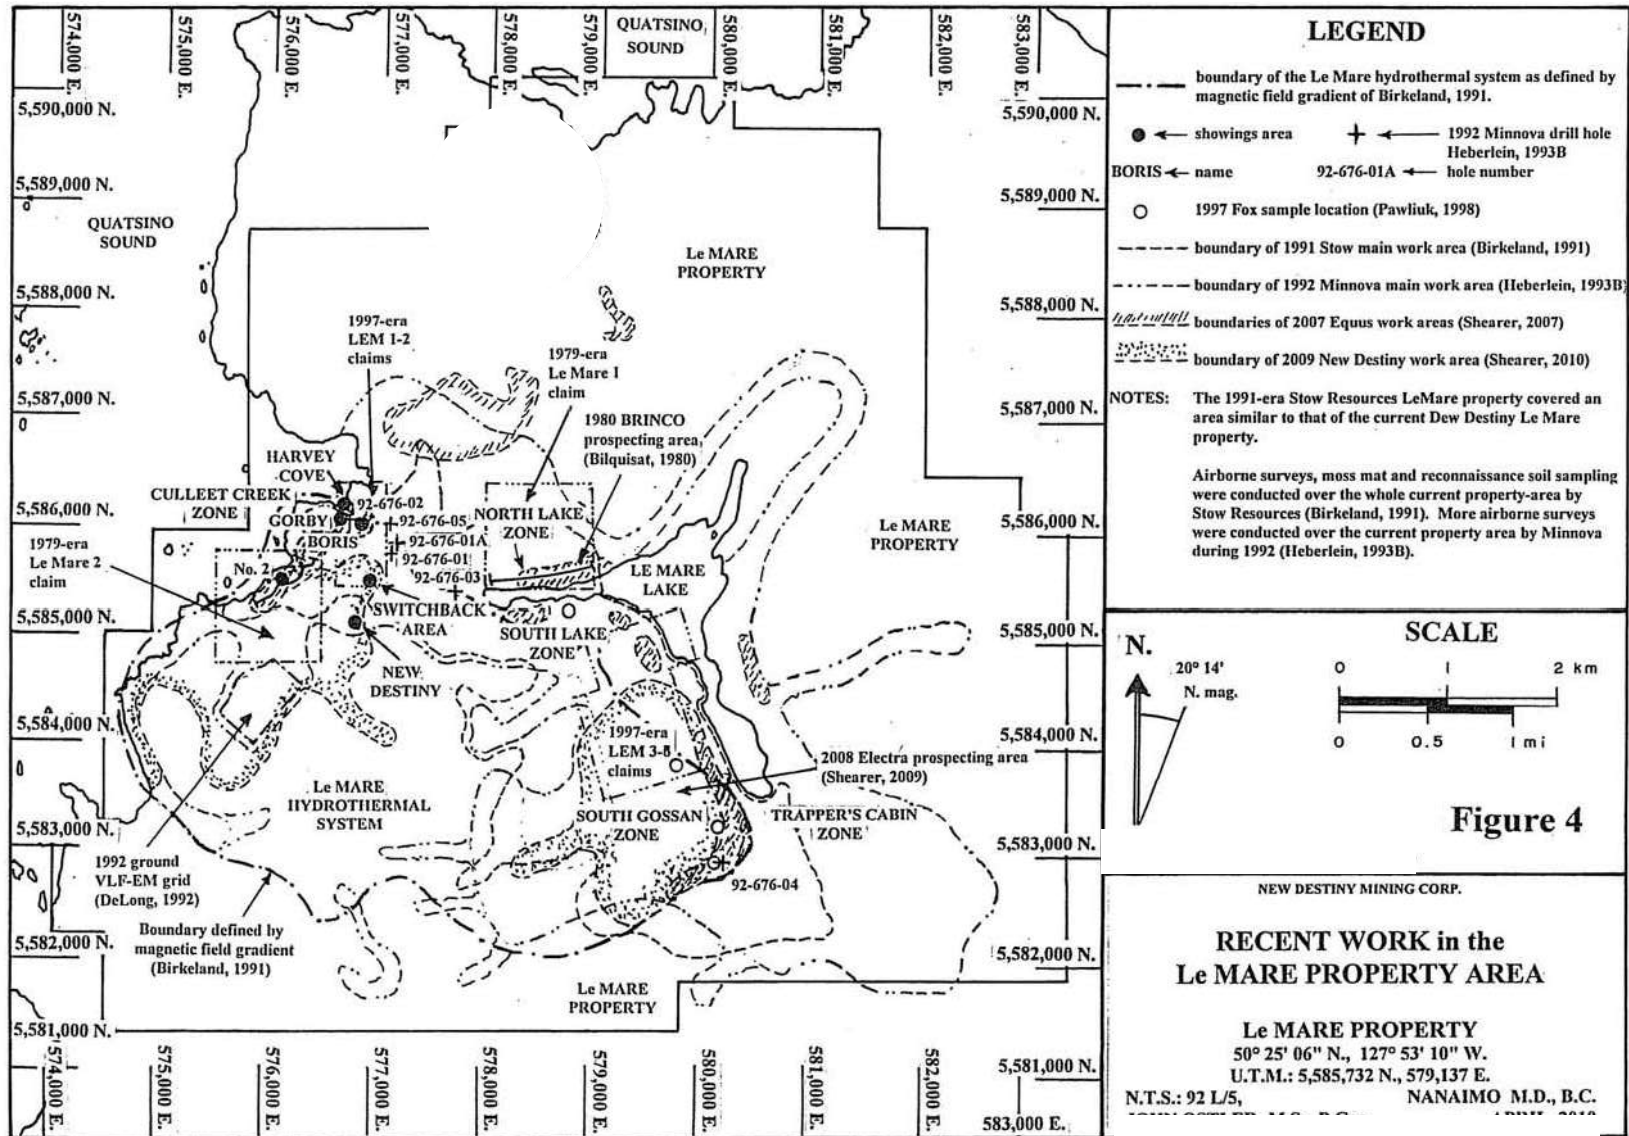 574,000 E.
575,000 E.
576,000 E.
577,000 E.
578,000 E.
579,000 E.
580,000 E.
581,000 E.
582,000 E.
583,000 E.
QUATSINO
SOUND
5,590,000 N.
5,590,000 N.
5,589,000 N.
5,589,000 N.
QUATSINO
SOUND
Le MARE
PROPERTY
5,588,000 N.
5,588,000 N.
1997-era
LEM 1-2
claims
1979-era
Le Mare 1
claim
5,587,000 N.
5,587,000 N.
1980 BRINCO
prospecting area,
(Bilquisat, 1980)
HARVEY
COVE
CULLEET CREEK
ZONE
92-676-02
GORBY
92-676-05
BORIS
92-676-01A
92-676-01
92-676-03
NORTH LAKE
ZONE
5,586,000 N.
5,586,000 N.
Le MARE
PROPERTY
1979-era
Le Mare 2
claim
No. 2
LE MARE
LAKE
SWITCHBACK
AREA
SOUTH LAKE
ZONE
5,585,000 N.
5,585,000 N.
NEW
DESTINY
5,584,000 N.
5,584,000 N.
1997-era
LEM 3-8
claims
2008 Electra prospecting area
(Shearer, 2009)
Le MARE
HYDROTHERMAL
SYSTEM
SOUTH GOSSAN
ZONE
TRAPPER'S CABIN
ZONE
5,583,000 N.
5,583,000 N.
1992 ground
VLF-EM grid
(DeLong, 1992)
92-676-04
Boundary defined by
magnetic field gradient
(Birkeland, 1991)
5,582,000 N.
5,582,000 N.
Le MARE
PROPERTY
5,581,000 N.
5,581,000 N.
574,000 E.
575,000 E.
576,000 E.
577,000 E.
578,000 E.
579,000 E.
580,000 E.
581,000 E.
582,000 E.
583,000 E.
LEGEND
boundary of the Le Mare hydrothermal system as defined by
magnetic field gradient of Birkeland, 1991.
showings area
1992 Minnova drill hole
Heberlein, 1993B
BORIS name
92-676-01A hole number
1997 Fox sample location (Pawliuk, 1998)
boundary of 1991 Stow main work area (Birkeland, 1991)
boundary of 1992 Minnova main work area (Heberlein, 1993B)
boundaries of 2007 Equus work areas (Shearer, 2007)
boundary of 2009 New Destiny work area (Shearer, 2010)
NOTES: The 1991-era Stow Resources LeMare property covered an
area similar to that of the current Dew Destiny Le Mare
property.
Airborne surveys, moss mat and reconnaissance soil sampling
were conducted over the whole current property-area by
Stow Resources (Birkeland, 1991). More airborne surveys
were conducted over the current property area by Minnova
during 1992 (Heberlein, 1993B).
N.
20° 14'
N. mag.
SCALE
0 1 2 km
0 0.5 1 mi
Figure 4
NEW DESTINY MINING CORP.
RECENT WORK in the
Le MARE PROPERTY AREA
Le MARE PROPERTY
50° 25' 06" N., 127° 53' 10" W.
U.T.M.: 5,585,732 N., 579,137 E.
N.T.S.: 92 L/5, NANAIMO M.D., B.C.